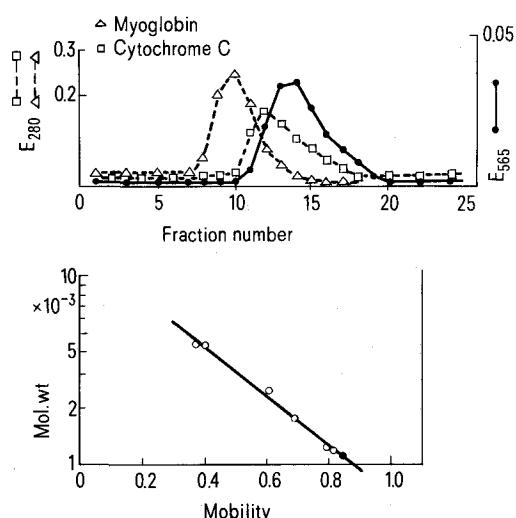 △ Myoglobin
□ Cytochrome C
0.3
0.2
E280
0.05
E565
0 5 10 15 20 25
Fraction number
10
×10⁻³
5
2
1
Mol.wt
0 0.2 0.4 0.6 0.8 1.0
Mobility